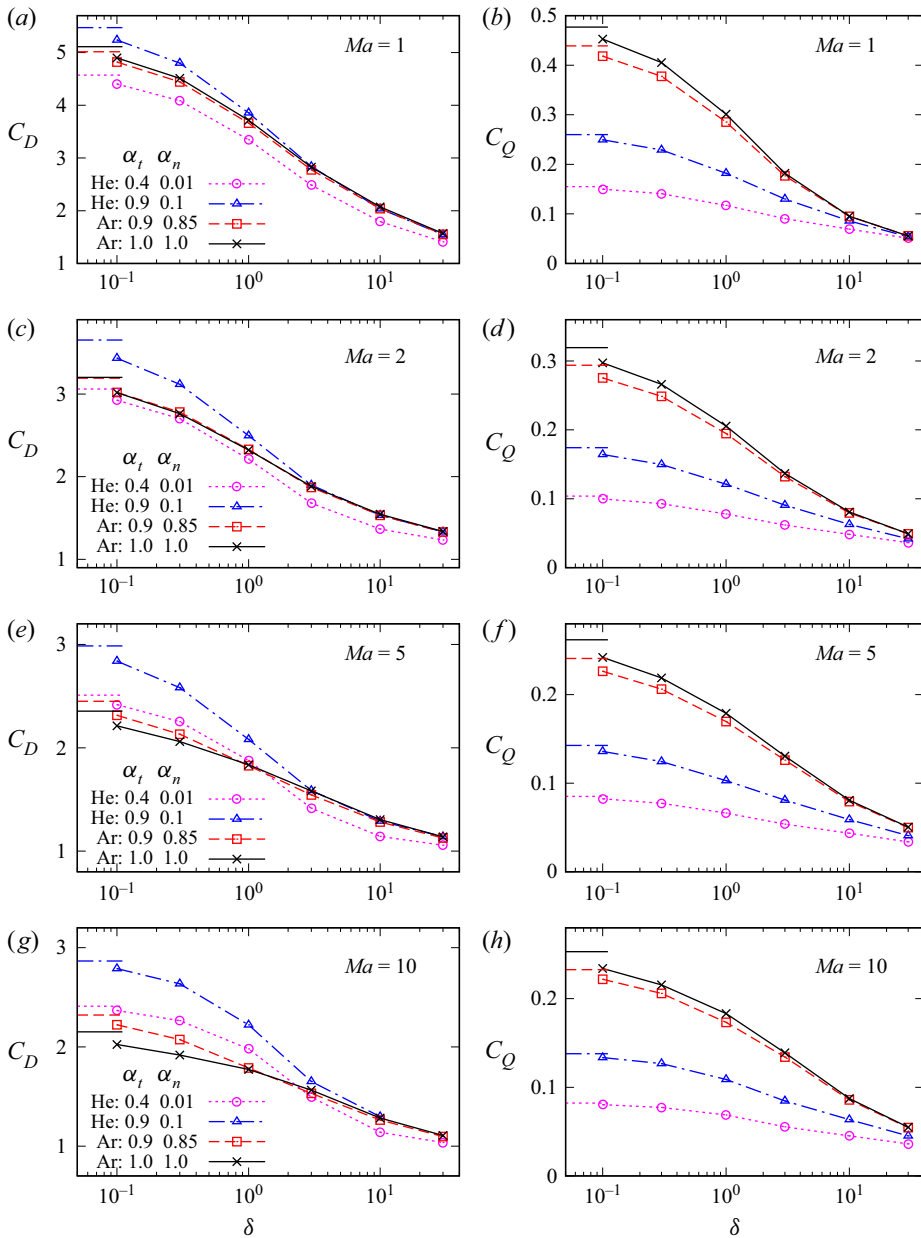 (a)
Ma = 1
C_D
5
4
3
2
1
α_t α_n
He: 0.4 0.01
He: 0.9 0.1
Ar: 0.9 0.85
Ar: 1.0 1.0
10^{–1} 10^0 10^1
(b)
Ma = 1
C_Q
0.5
0.4
0.3
0.2
0.1
0
10^{–1} 10^0 10^1
(c)
Ma = 2
C_D
3
2
1
α_t α_n
He: 0.4 0.01
He: 0.9 0.1
Ar: 0.9 0.85
Ar: 1.0 1.0
10^{–1} 10^0 10^1
(d)
Ma = 2
C_Q
0.3
0.2
0.1
0
10^{–1} 10^0 10^1
(e)
Ma = 5
C_D
3
2
1
α_t α_n
He: 0.4 0.01
He: 0.9 0.1
Ar: 0.9 0.85
Ar: 1.0 1.0
10^{–1} 10^0 10^1
(f)
Ma = 5
C_Q
0.2
0.1
0
10^{–1} 10^0 10^1
(g)
Ma = 10
C_D
3
2
1
α_t α_n
He: 0.4 0.01
He: 0.9 0.1
Ar: 0.9 0.85
Ar: 1.0 1.0
10^{–1} 10^0 10^1
δ
(h)
Ma = 10
C_Q
0.2
0.1
0
10^{–1} 10^0 10^1
δ